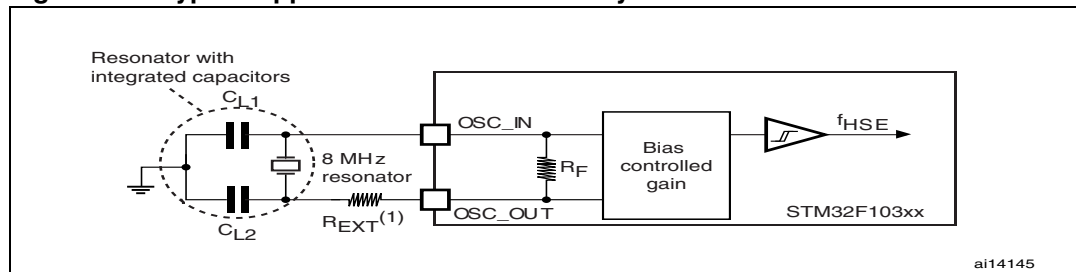 Resonator with
integrated capacitors
CL1
OSC_IN
fHSE
8 MHz
resonator
RF
Bias
controlled
gain
REXT(1)
OSC_OUT
STM32F103xx
CL2
ai14145